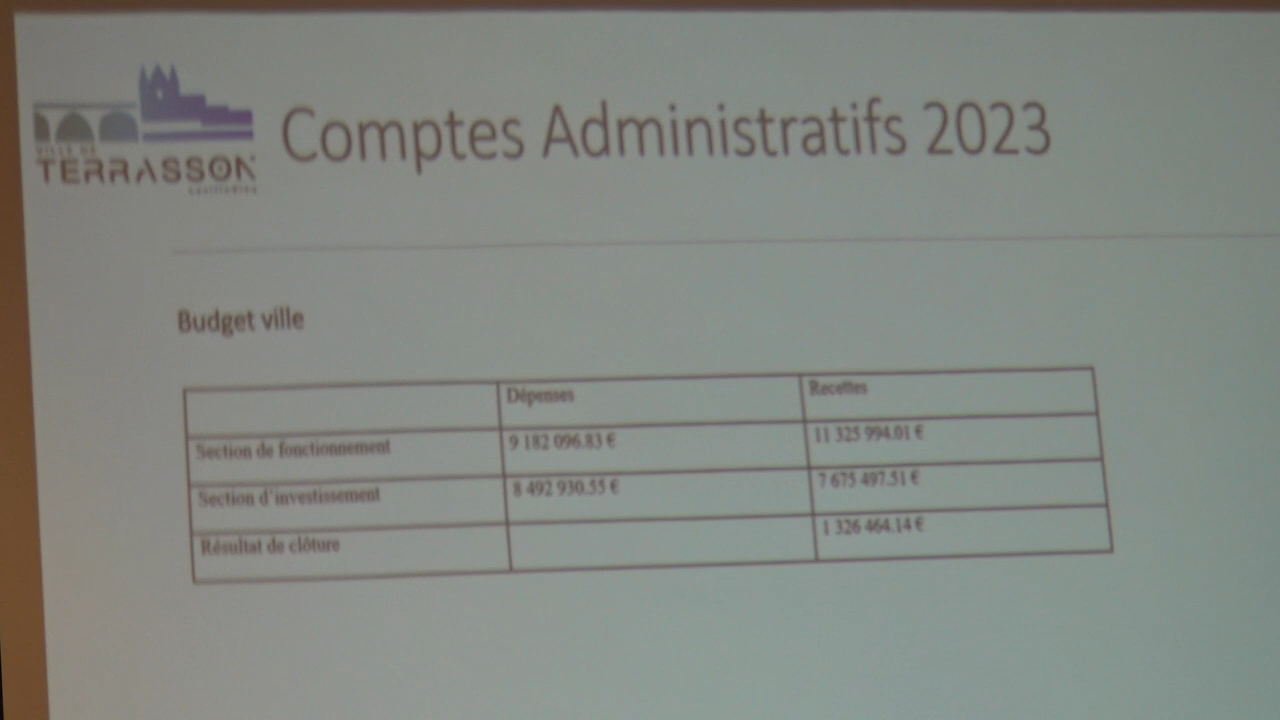 VILLE DE
TERRASSON
Comptes Administratifs 2023
Budget ville
Dépenses Recettes
Section de fonctionnement 9 182 096.83 € 11 325 994.01 €
Section d'investissement 8 492 930.55 € 7 675 497.51 €
Résultat de clôture 1 326 464.14 €